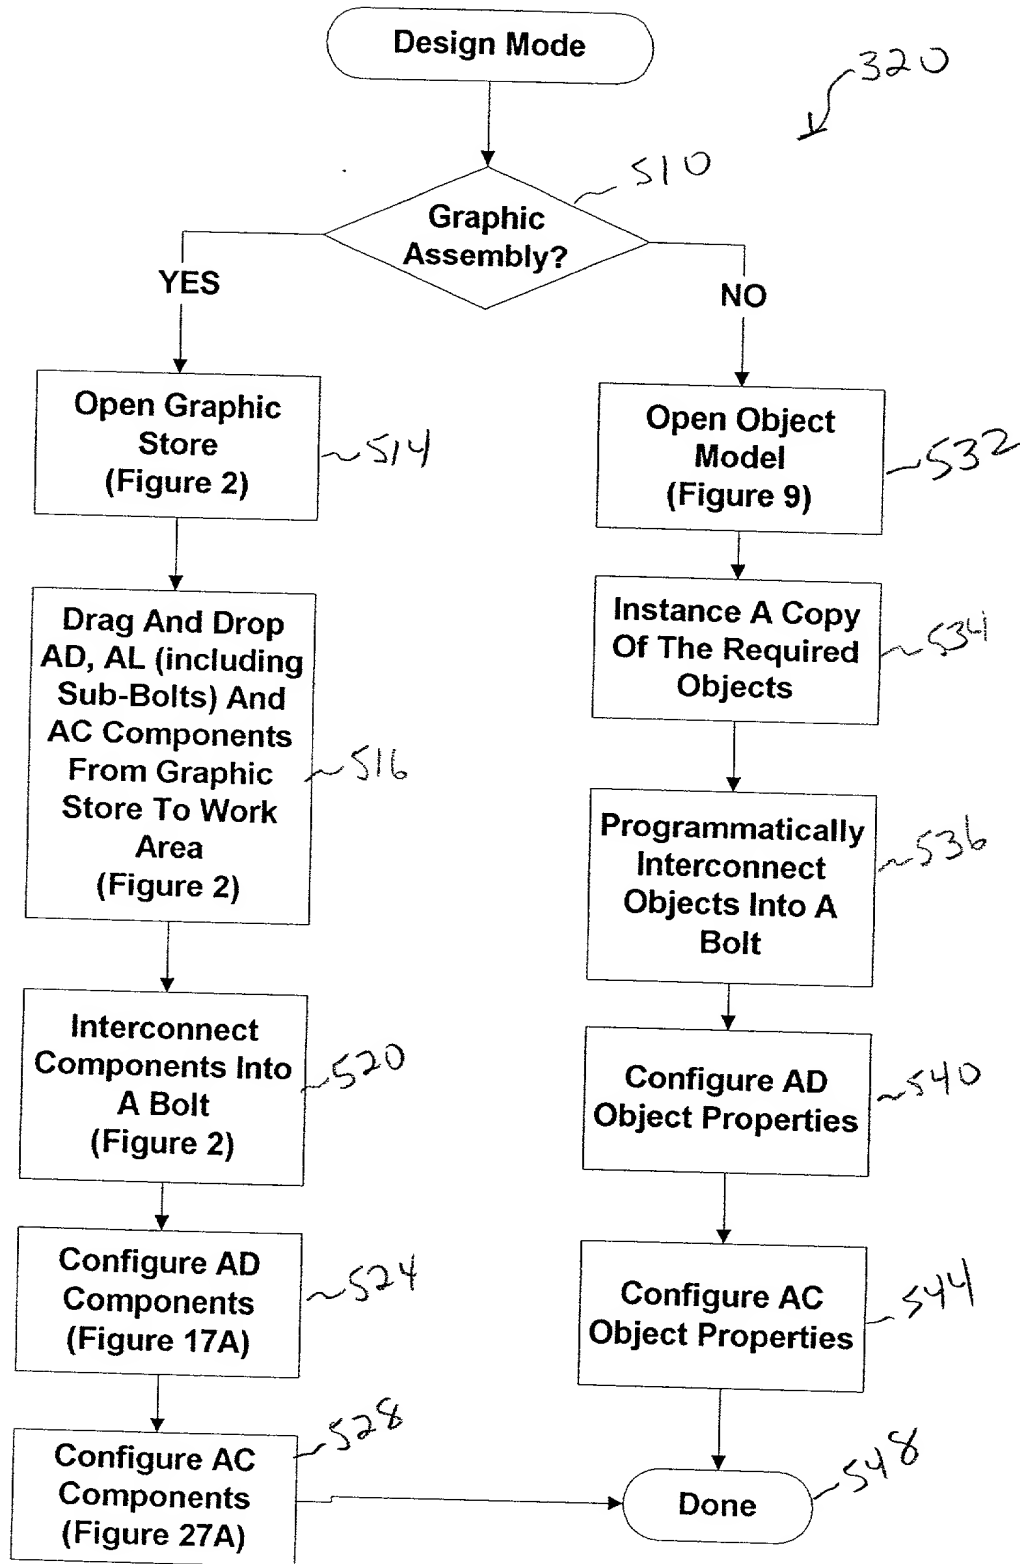 Design Mode
320
510
Graphic
Assembly?
YES
NO
Open Graphic
Store
(Figure 2)
514
Open Object
Model
(Figure 9)
532
Drag And Drop
AD, AL (including
Sub-Bolts) And
AC Components
From Graphic
Store To Work
Area
(Figure 2)
516
Instance A Copy
Of The Required
Objects
534
Programmatically
Interconnect
Objects Into A
Bolt
536
Interconnect
Components Into
A Bolt
(Figure 2)
520
Configure AD
Object Properties
540
Configure AD
Components
(Figure 17A)
524
Configure AC
Object Properties
544
Configure AC
Components
(Figure 27A)
528
Done
548